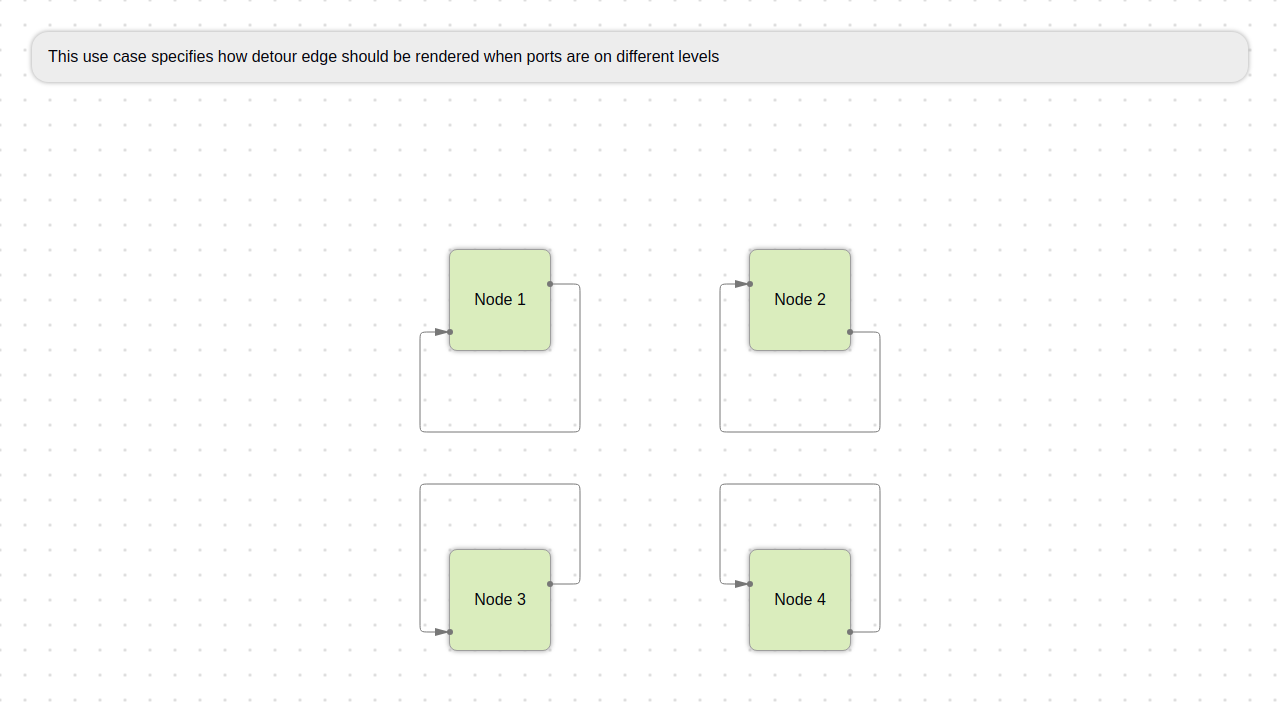 This use case specifies how detour edge should be rendered when ports are on different levels
Node 1
Node 2
Node 3
Node 4